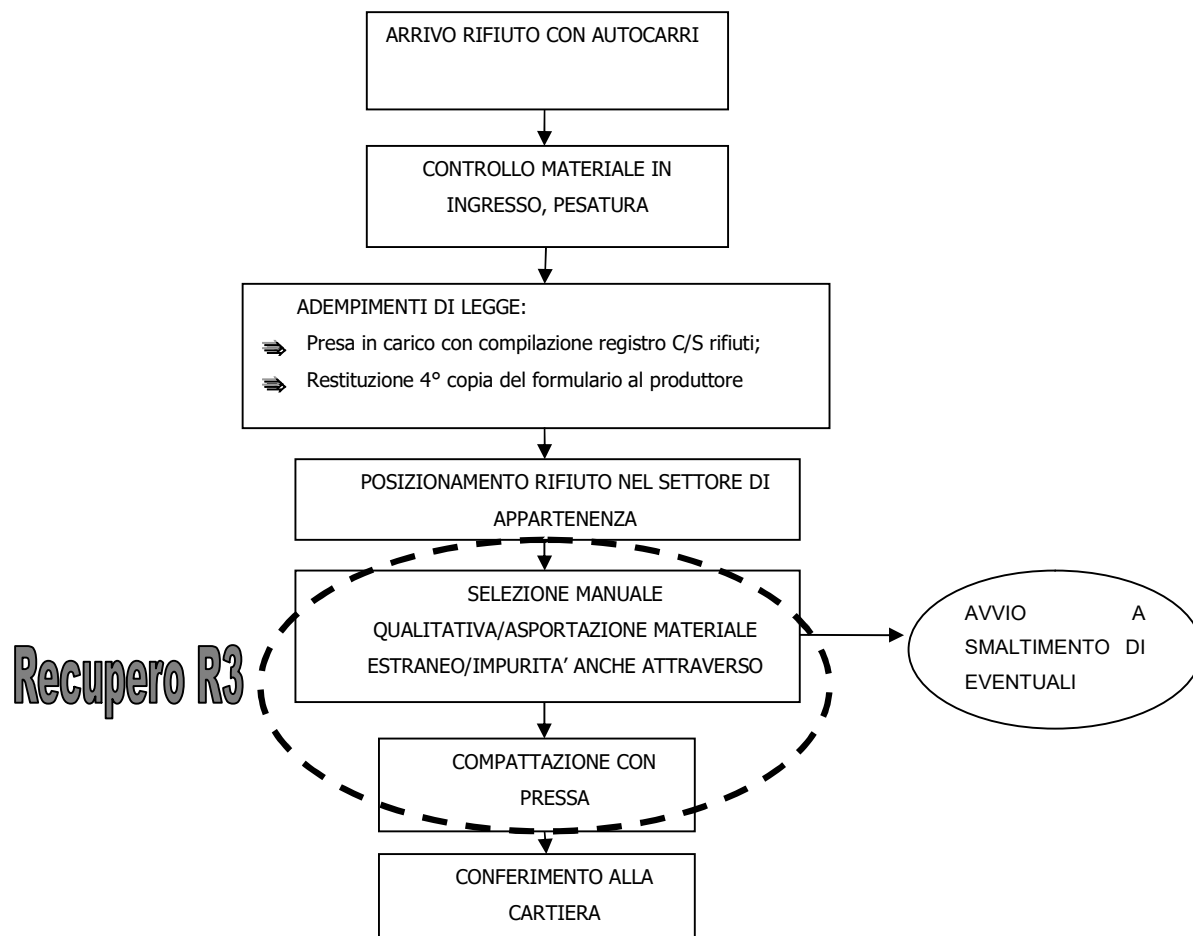 ARRIVO RIFIUTO CON AUTOCARRI
CONTROLLO MATERIALE IN
INGRESSO, PESATURA
ADEMPIMENTI DI LEGGE:
Presa in carico con compilazione registro C/S rifiuti;
Restituzione 4° copia del formulario al produttore
POSIZIONAMENTO RIFIUTO NEL SETTORE DI
APPARTENENZA
SELEZIONE MANUALE
QUALITATIVA/ASPORTAZIONE MATERIALE
ESTRANEO/IMPURITA’ ANCHE ATTRAVERSO
AVVIO A
SMALTIMENTO DI
EVENTUALI
Recupero R3
COMPATTAZIONE CON
PRESSA
CONFERIMENTO ALLA
CARTIERA